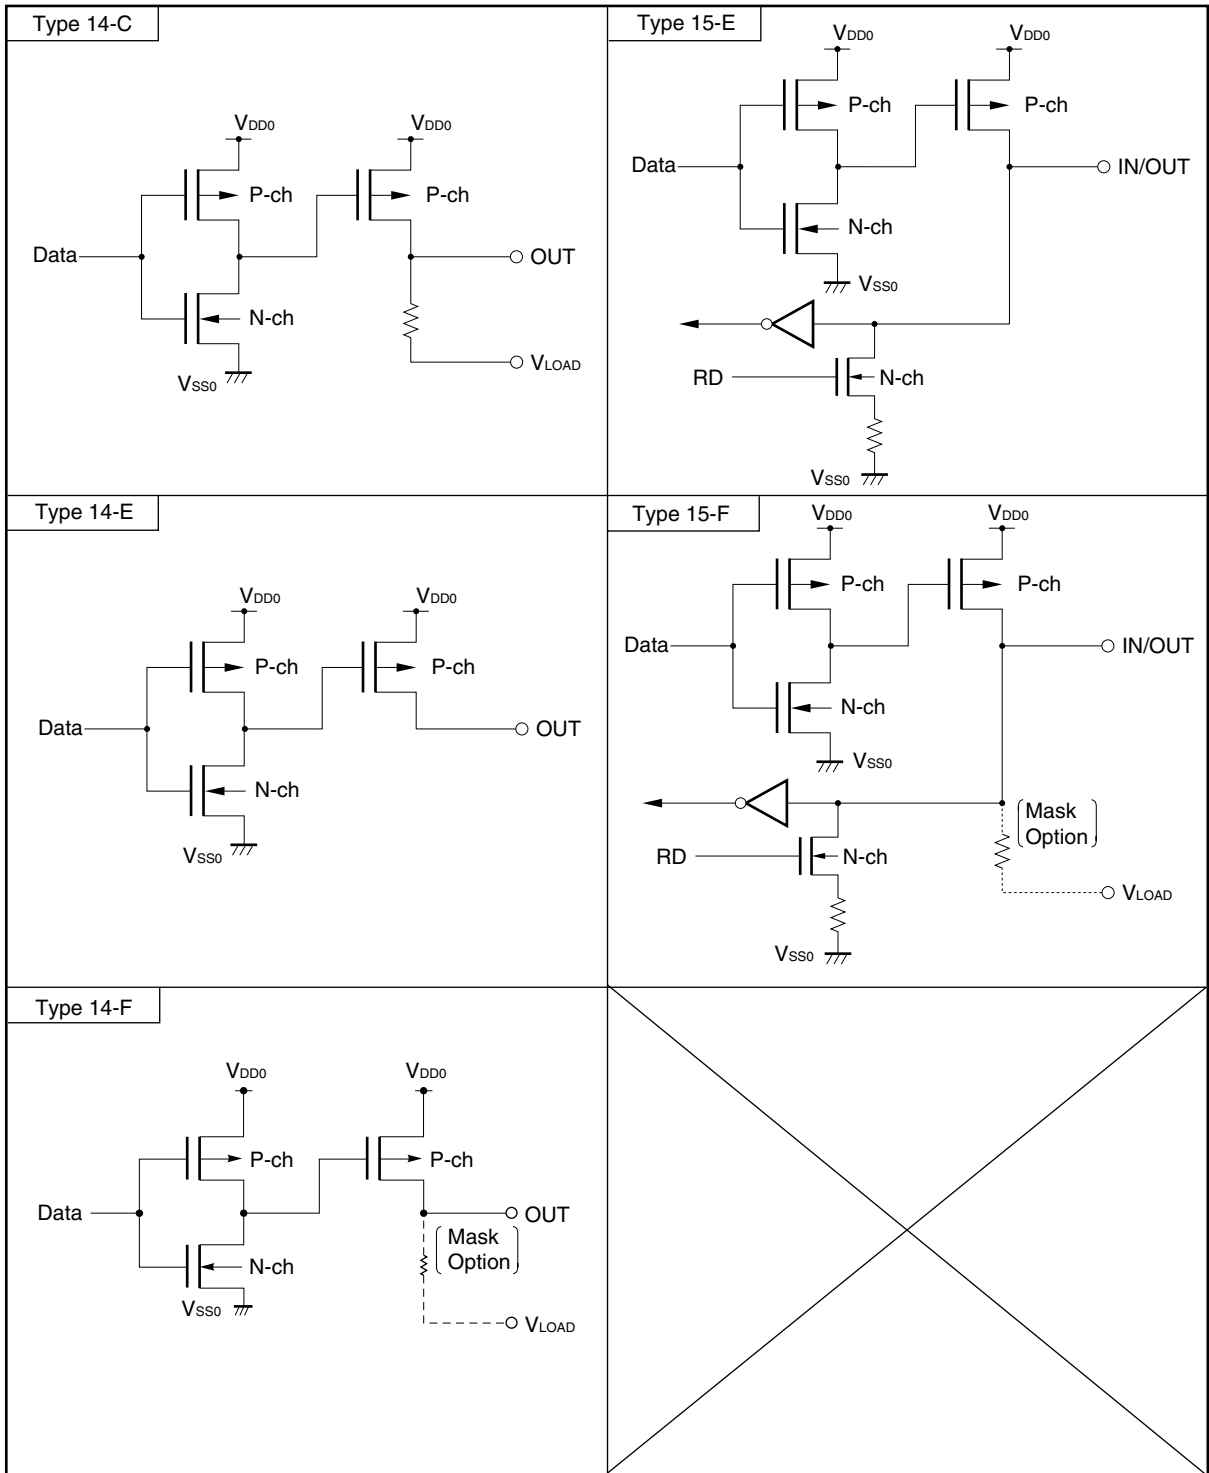 Type 14-C
VDD0
VDD0
P-ch
P-ch
Data
OUT
N-ch
VLOAD
VSS0
Type 15-E
VDD0
VDD0
P-ch
P-ch
Data
IN/OUT
N-ch
VSS0
RD
N-ch
VSS0
Type 14-E
VDD0
VDD0
P-ch
P-ch
Data
OUT
N-ch
VSS0
Type 15-F
VDD0
VDD0
P-ch
P-ch
Data
IN/OUT
N-ch
VSS0
Mask
Option
RD
N-ch
VLOAD
VSS0
Type 14-F
VDD0
VDD0
P-ch
P-ch
Data
OUT
Mask
Option
N-ch
VSS0
VLOAD